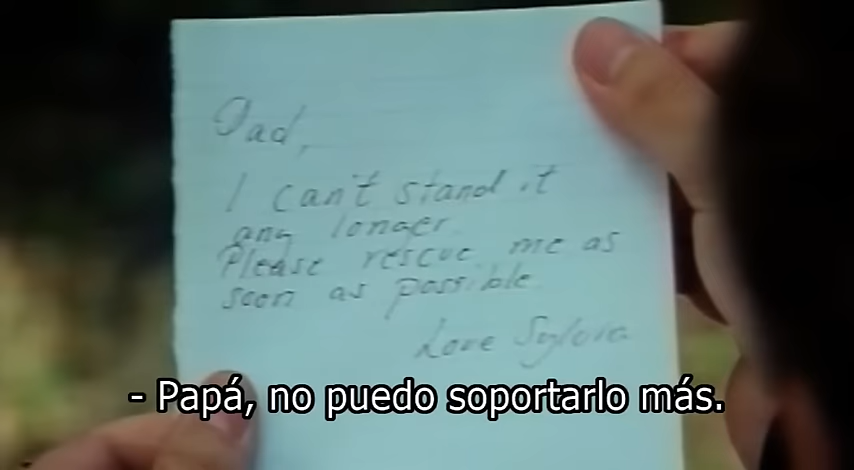 Dad,
I can't stand it
any longer.
Please rescue me as
soon as possible.
Love Sylvia
- Papá, no puedo soportarlo más.